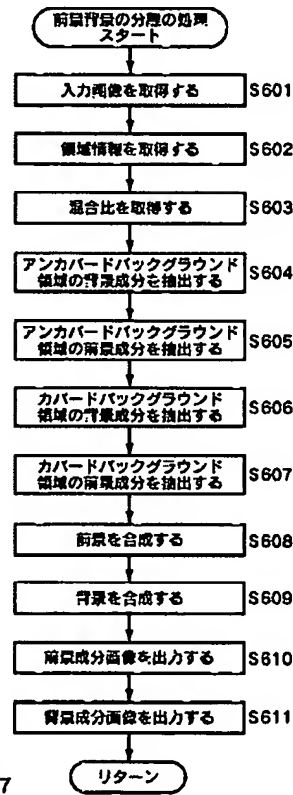 前景背景の分離の処理
スタート
入力画像を取得する S601
領域情報を取得する S602
混合比を取得する S603
アンカバードバックグラウンド
領域の背景成分を抽出する S604
アンカバードバックグラウンド
領域の前景成分を抽出する S605
カバードバックグラウンド
領域の背景成分を抽出する S606
カバードバックグラウンド
領域の前景成分を抽出する S607
前景を合成する S608
背景を合成する S609
前景成分画像を出力する S610
背景成分画像を出力する S611
リターン
7